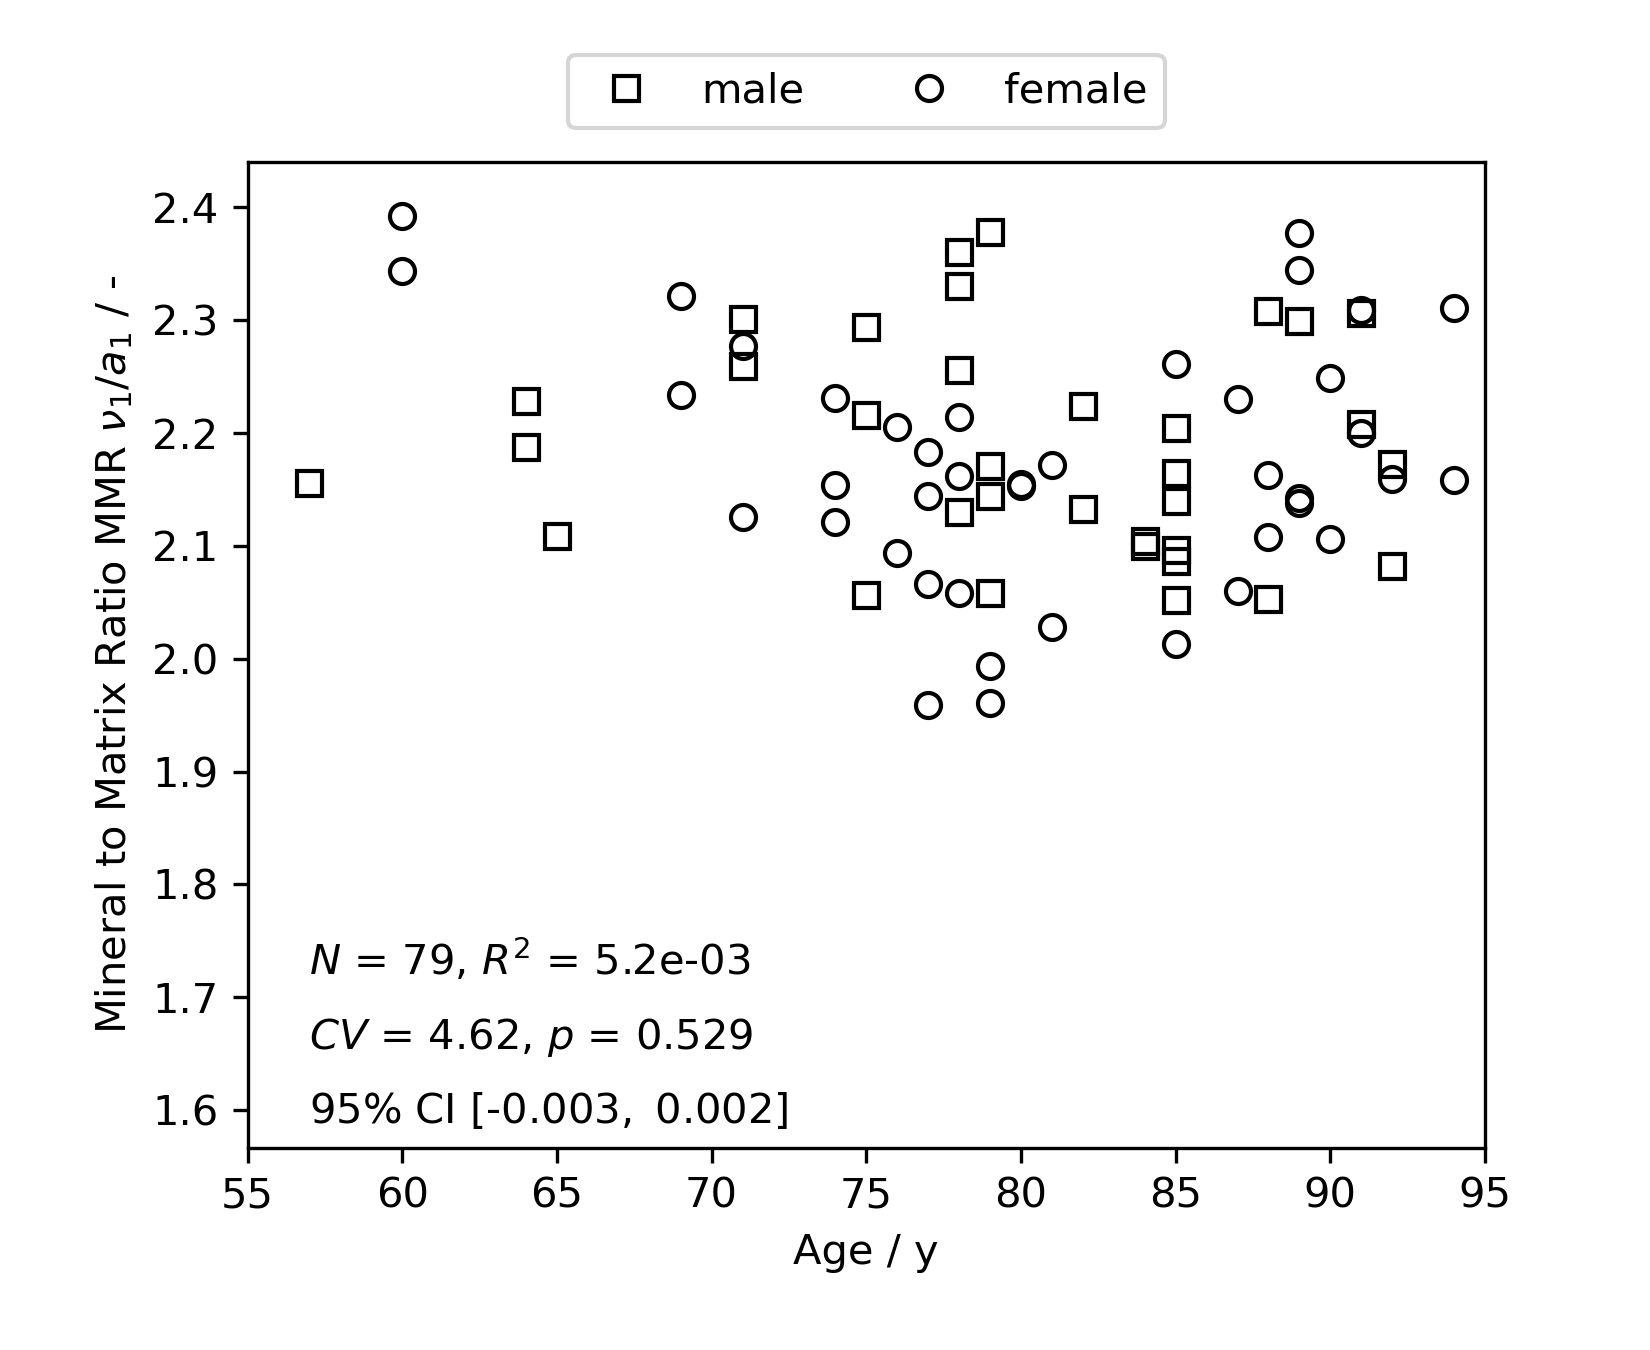 male female
2.4
2.3
2.2
2.1
2.0
1.9
1.8
1.7
1.6
Mineral to Matrix Ratio MMR ν₁/a₁ / -
N = 79, R² = 5.2e-03
CV = 4.62, p = 0.529
95% CI [-0.003, 0.002]
55 60 65 70 75 80 85 90 95
Age / y